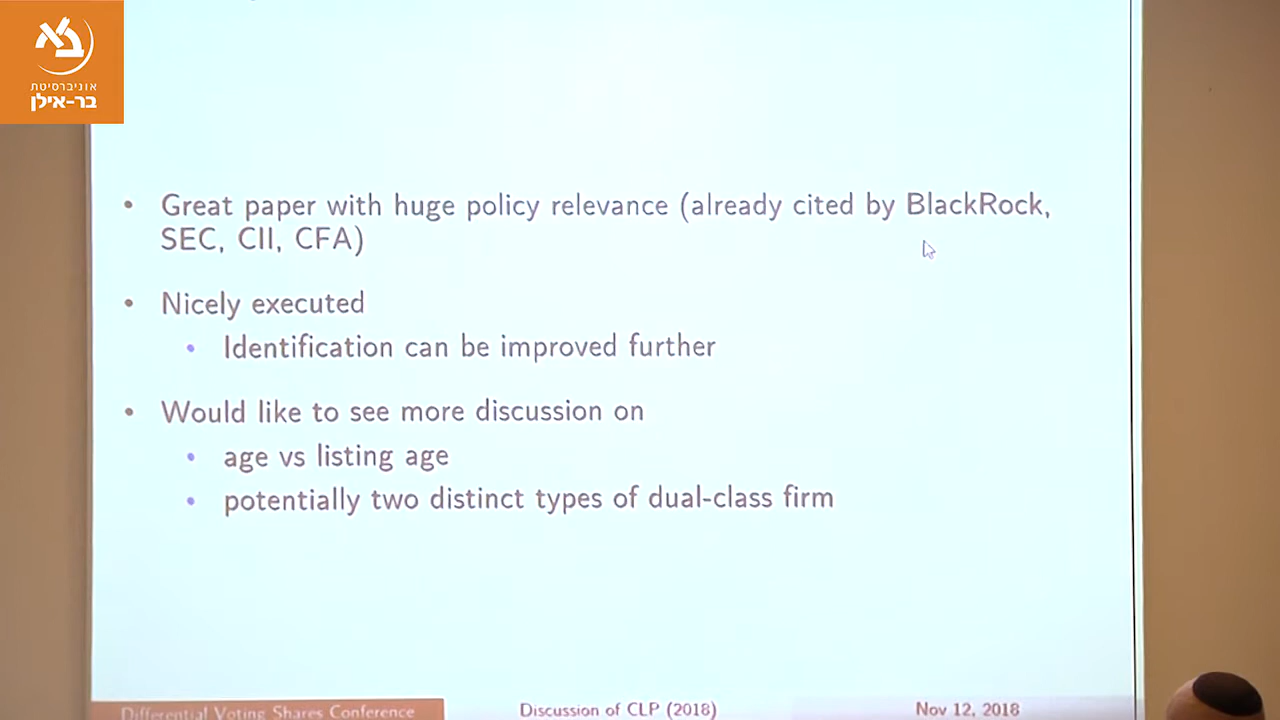 אוניברסיטת
בר-אילן
• Great paper with huge policy relevance (already cited by BlackRock,
SEC, CII, CFA)
• Nicely executed
• Identification can be improved further
• Would like to see more discussion on
• age vs listing age
• potentially two distinct types of dual-class firm
Differential Voting Shares Conference
Discussion of CLP (2018)
Nov 12, 2018